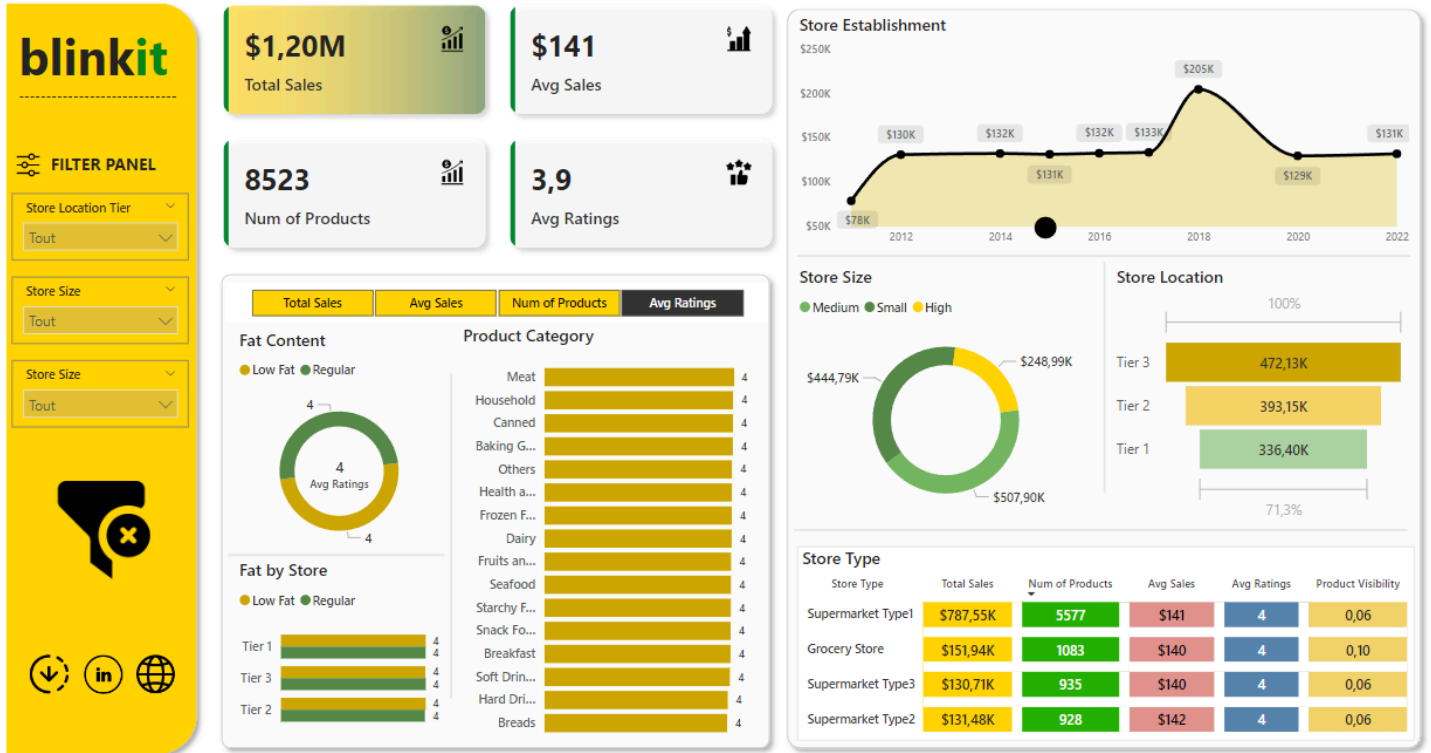 blinkit
FILTER PANEL
Store Location Tier
Tout
Store Size
Tout
Store Size
Tout
in
$1,20M
Total Sales
$141
Avg Sales
8523
Num of Products
3,9
Avg Ratings
Total Sales Avg Sales Num of Products Avg Ratings
Fat Content
Low Fat Regular
4
4
Avg Ratings
4
Fat by Store
Low Fat Regular
Tier 1 4
4
Tier 3 4
4
Tier 2 4
4
Product Category
Meat 4
Household 4
Canned 4
Baking G... 4
Others 4
Health a... 4
Frozen F... 4
Dairy 4
Fruits an... 4
Seafood 4
Starchy F... 4
Snack Fo... 4
Breakfast 4
Soft Drin... 4
Hard Dri... 4
Breads 4
Store Establishment
$250K
$200K
$150K
$100K
$50K
$78K
$130K
$132K
$131K
$132K
$133K
$205K
$129K
$131K
2012 2014 2016 2018 2020 2022
Store Size
Medium Small High
$444,79K
$248,99K
$507,90K
Store Location
100%
Tier 3 472,13K
Tier 2 393,15K
Tier 1 336,40K
71,3%
Store Type
Store Type Total Sales Num of Products Avg Sales Avg Ratings Product Visibility
Supermarket Type1 $787,55K 5577 $141 4 0,06
Grocery Store $151,94K 1083 $140 4 0,10
Supermarket Type3 $130,71K 935 $140 4 0,06
Supermarket Type2 $131,48K 928 $142 4 0,06